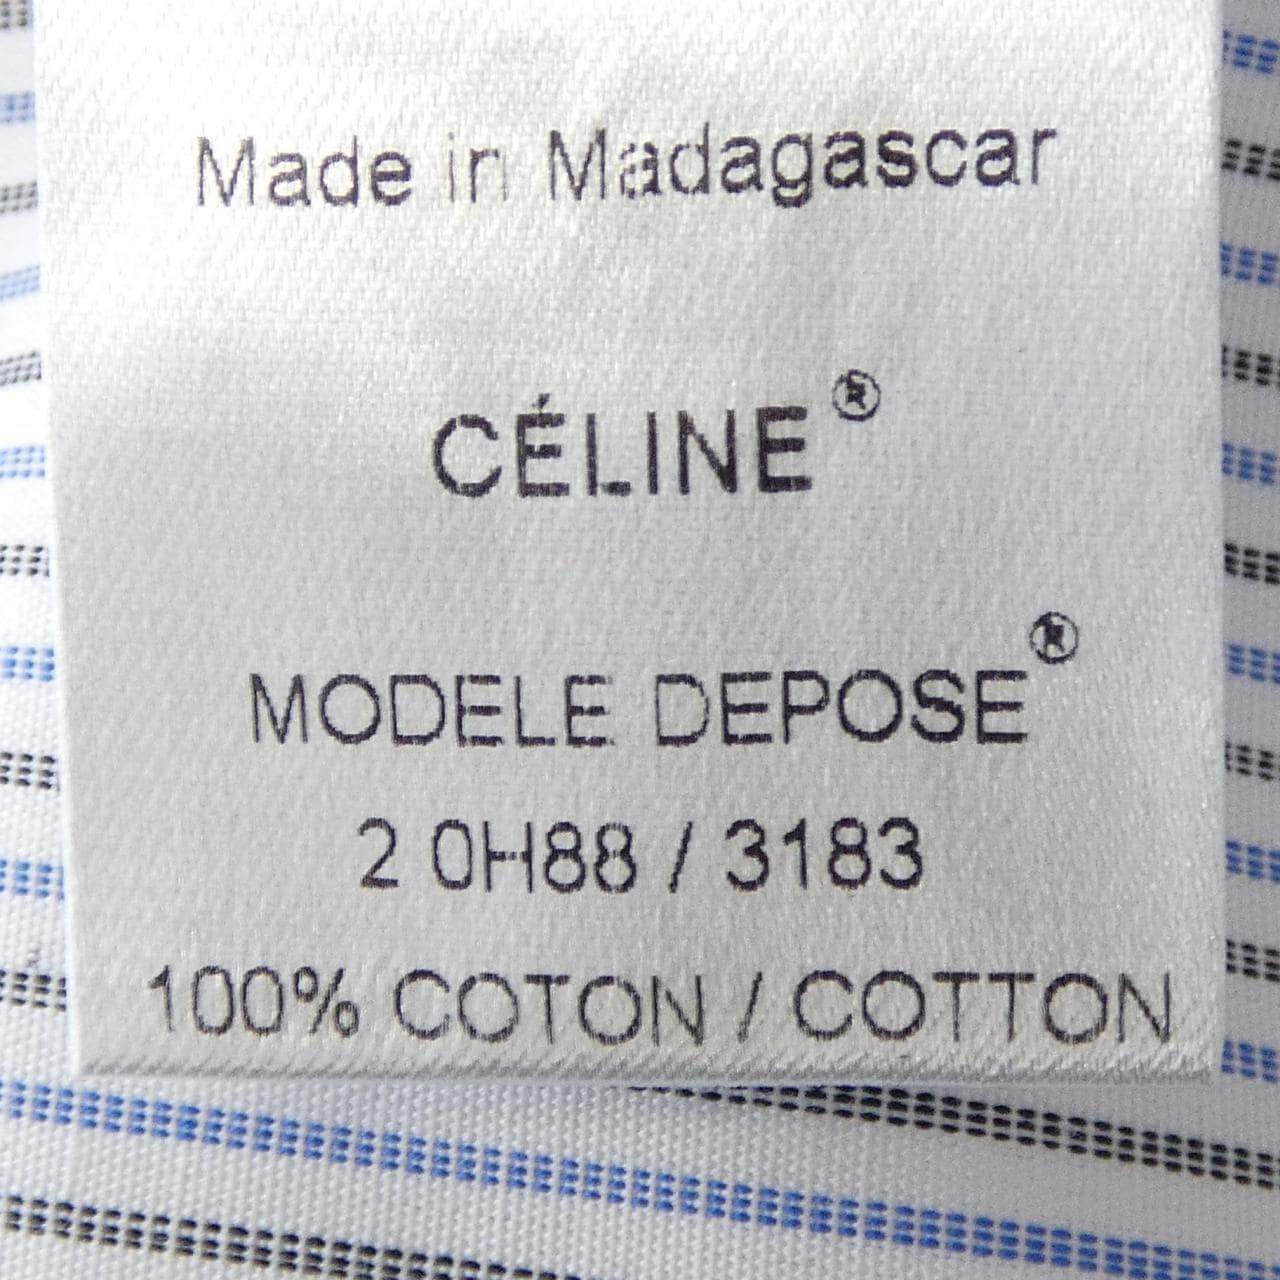 Made in Madagascar
CÉLINE®
MODELE DEPOSE®
2 0H88 / 3183
100% COTON / COTTON